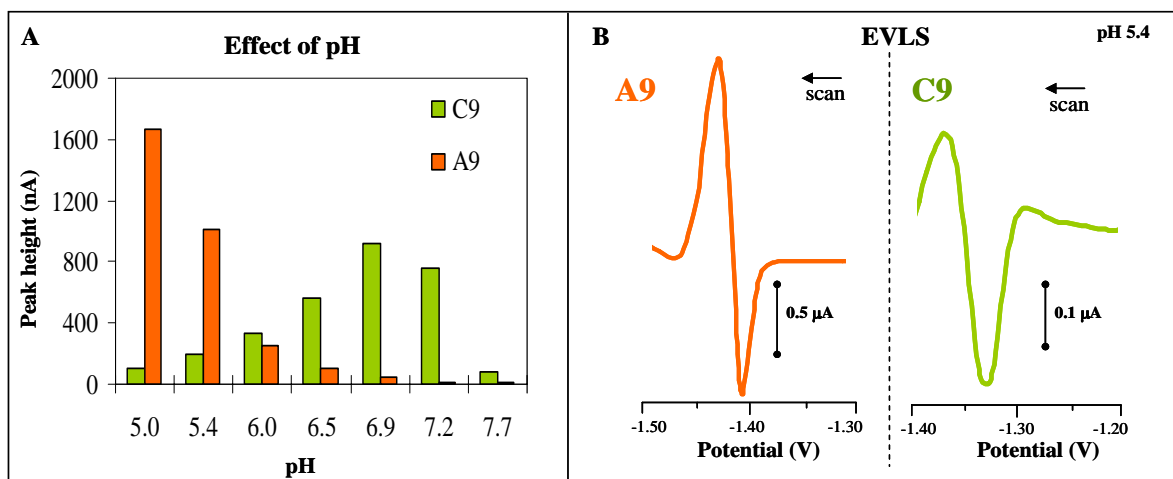 A
Effect of pH
Peak height (nA)
2000
1600
1200
800
400
0
C9
A9
5.0 5.4 6.0 6.5 6.9 7.2 7.7
pH
B
EVLS
pH 5.4
A9
scan
0.5 µA
-1.50 -1.40 -1.30
Potential (V)
C9
scan
0.1 µA
-1.40 -1.30 -1.20
Potential (V)